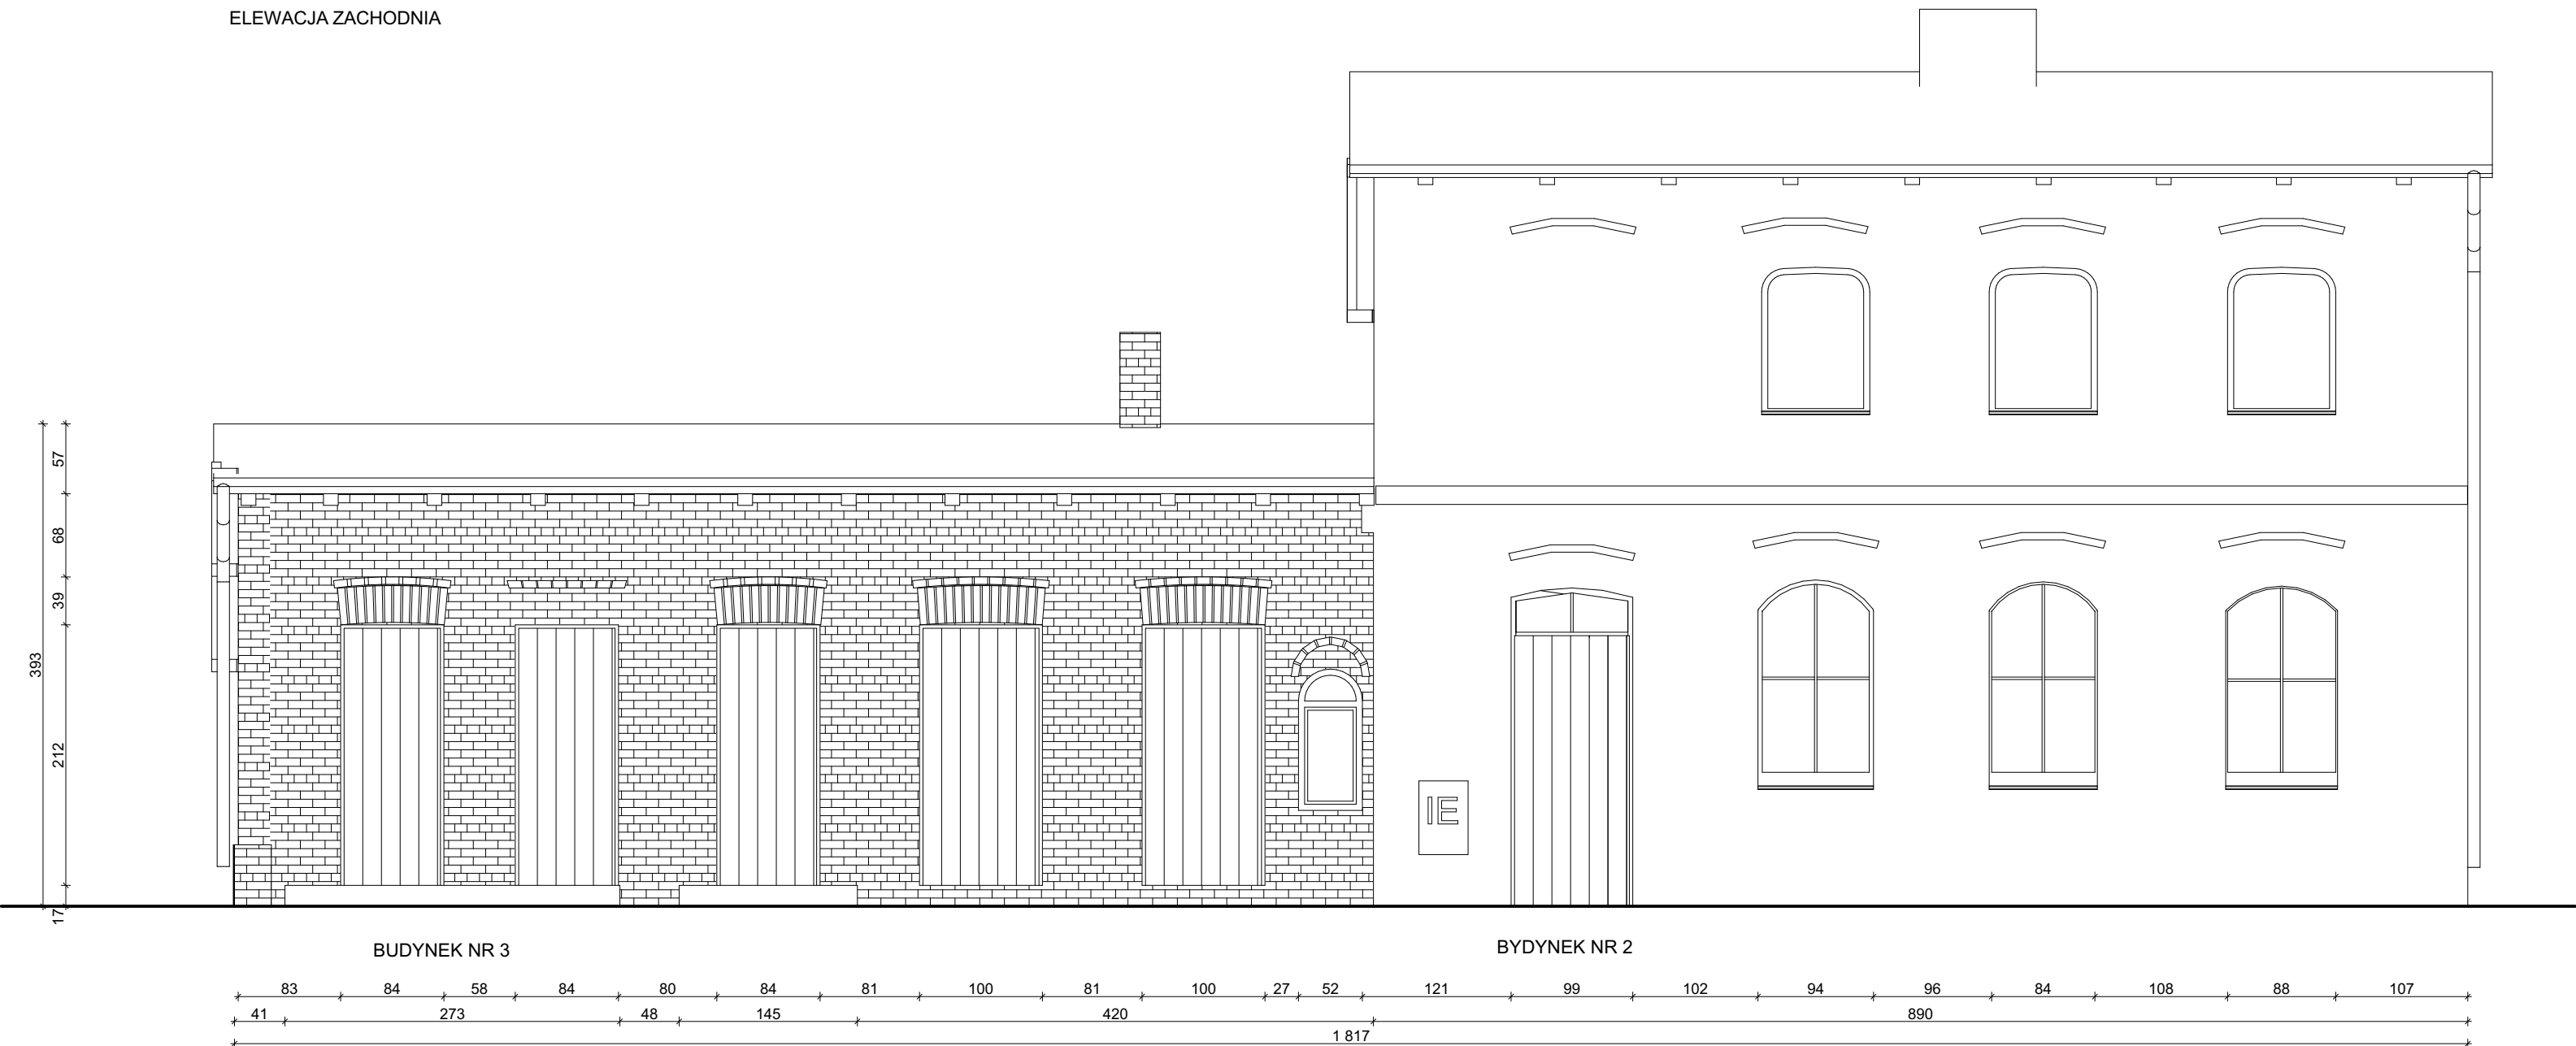 ELEWACJA ZACHODNIA
57
68
39
393
212
17
IE
BUDYNEK NR 3
BYDYNEK NR 2
83 84 58 84 80 84 81 100 81 100 27 52 121 99 102 94 96 84 108 88 107
41 273 48 145 420 890
1 817